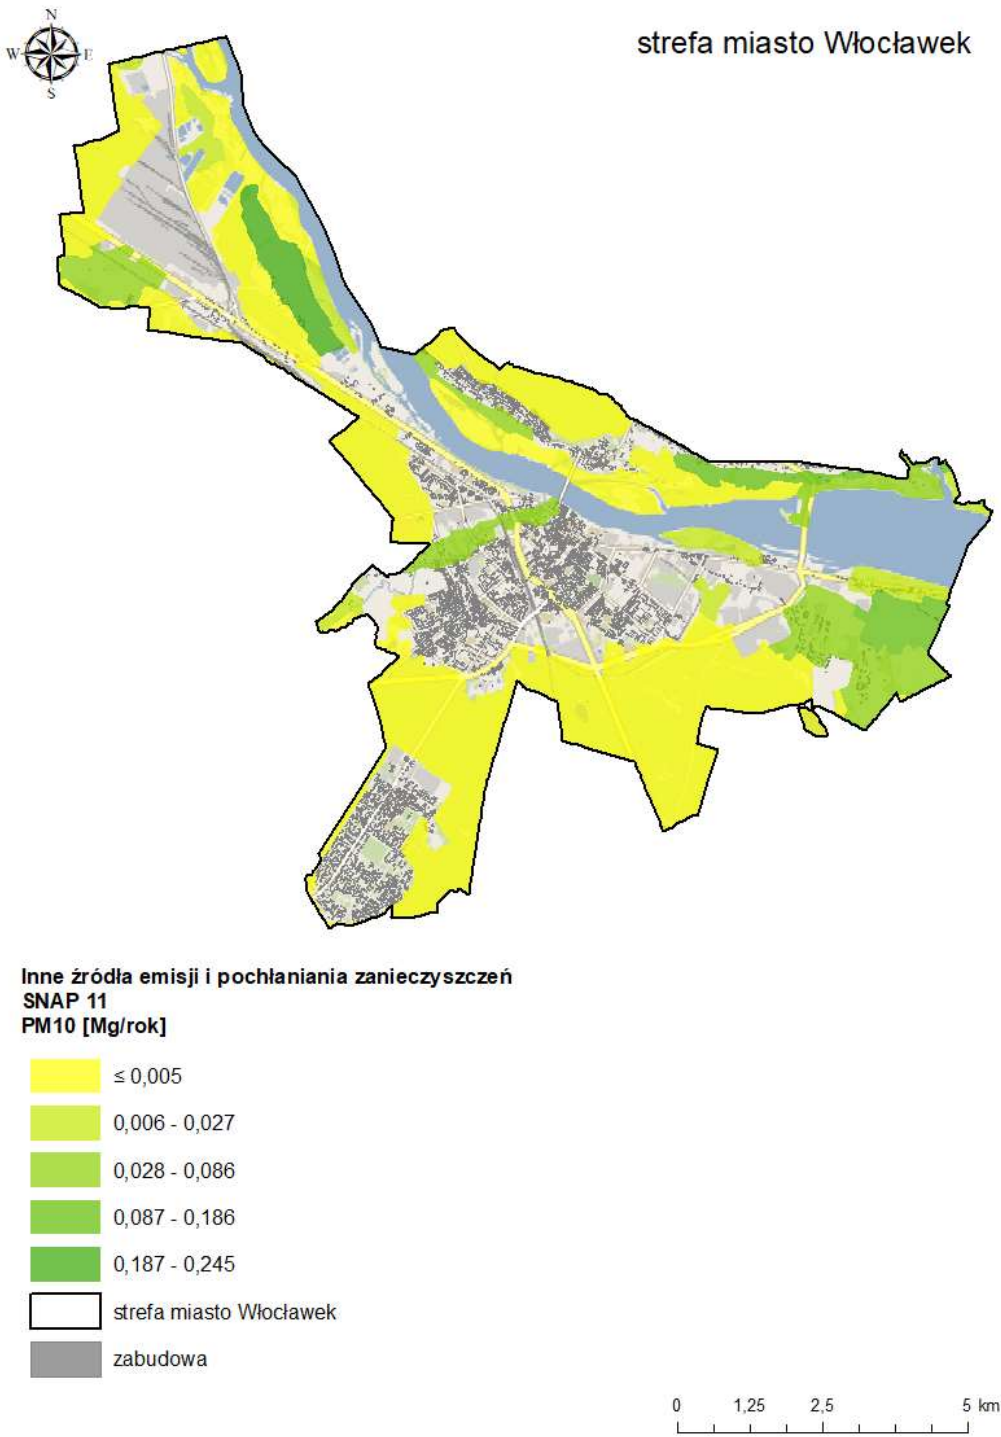 N
W E
S
strefa miasto Włocławek
Inne źródła emisji i pochłaniania zanieczyszczeń
SNAP 11
PM10 [Mg/rok]
≤ 0,005
0,006 - 0,027
0,028 - 0,086
0,087 - 0,186
0,187 - 0,245
strefa miasto Włocławek
zabudowa
0 1,25 2,5 5 km